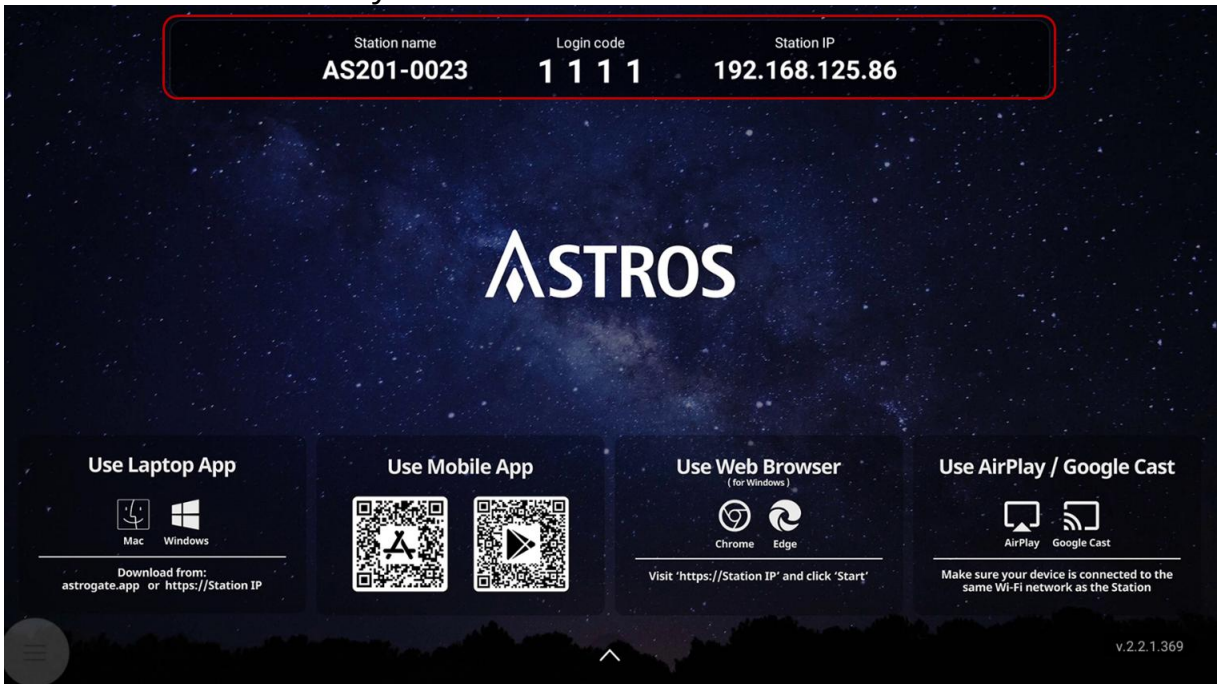 Station name
AS201-0023
Login code
1 1 1 1
Station IP
192.168.125.86
ASTROS
Use Laptop App
Mac Windows
Download from:
astrogate.app or https://Station IP
Use Mobile App
Use Web Browser
( for Windows )
Chrome Edge
Visit 'https://Station IP' and click 'Start'
Use AirPlay / Google Cast
AirPlay Google Cast
Make sure your device is connected to the
same Wi-Fi network as the Station
v.2.2.1.369